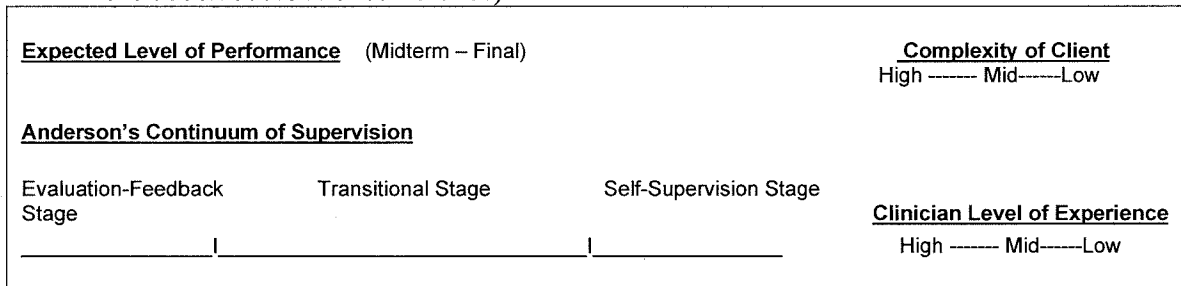 Expected Level of Performance (Midterm – Final)
Complexity of Client
High ------- Mid------Low
Anderson's Continuum of Supervision
Evaluation-Feedback Stage
Transitional Stage
Self-Supervision Stage
Clinician Level of Experience
High ------- Mid------Low